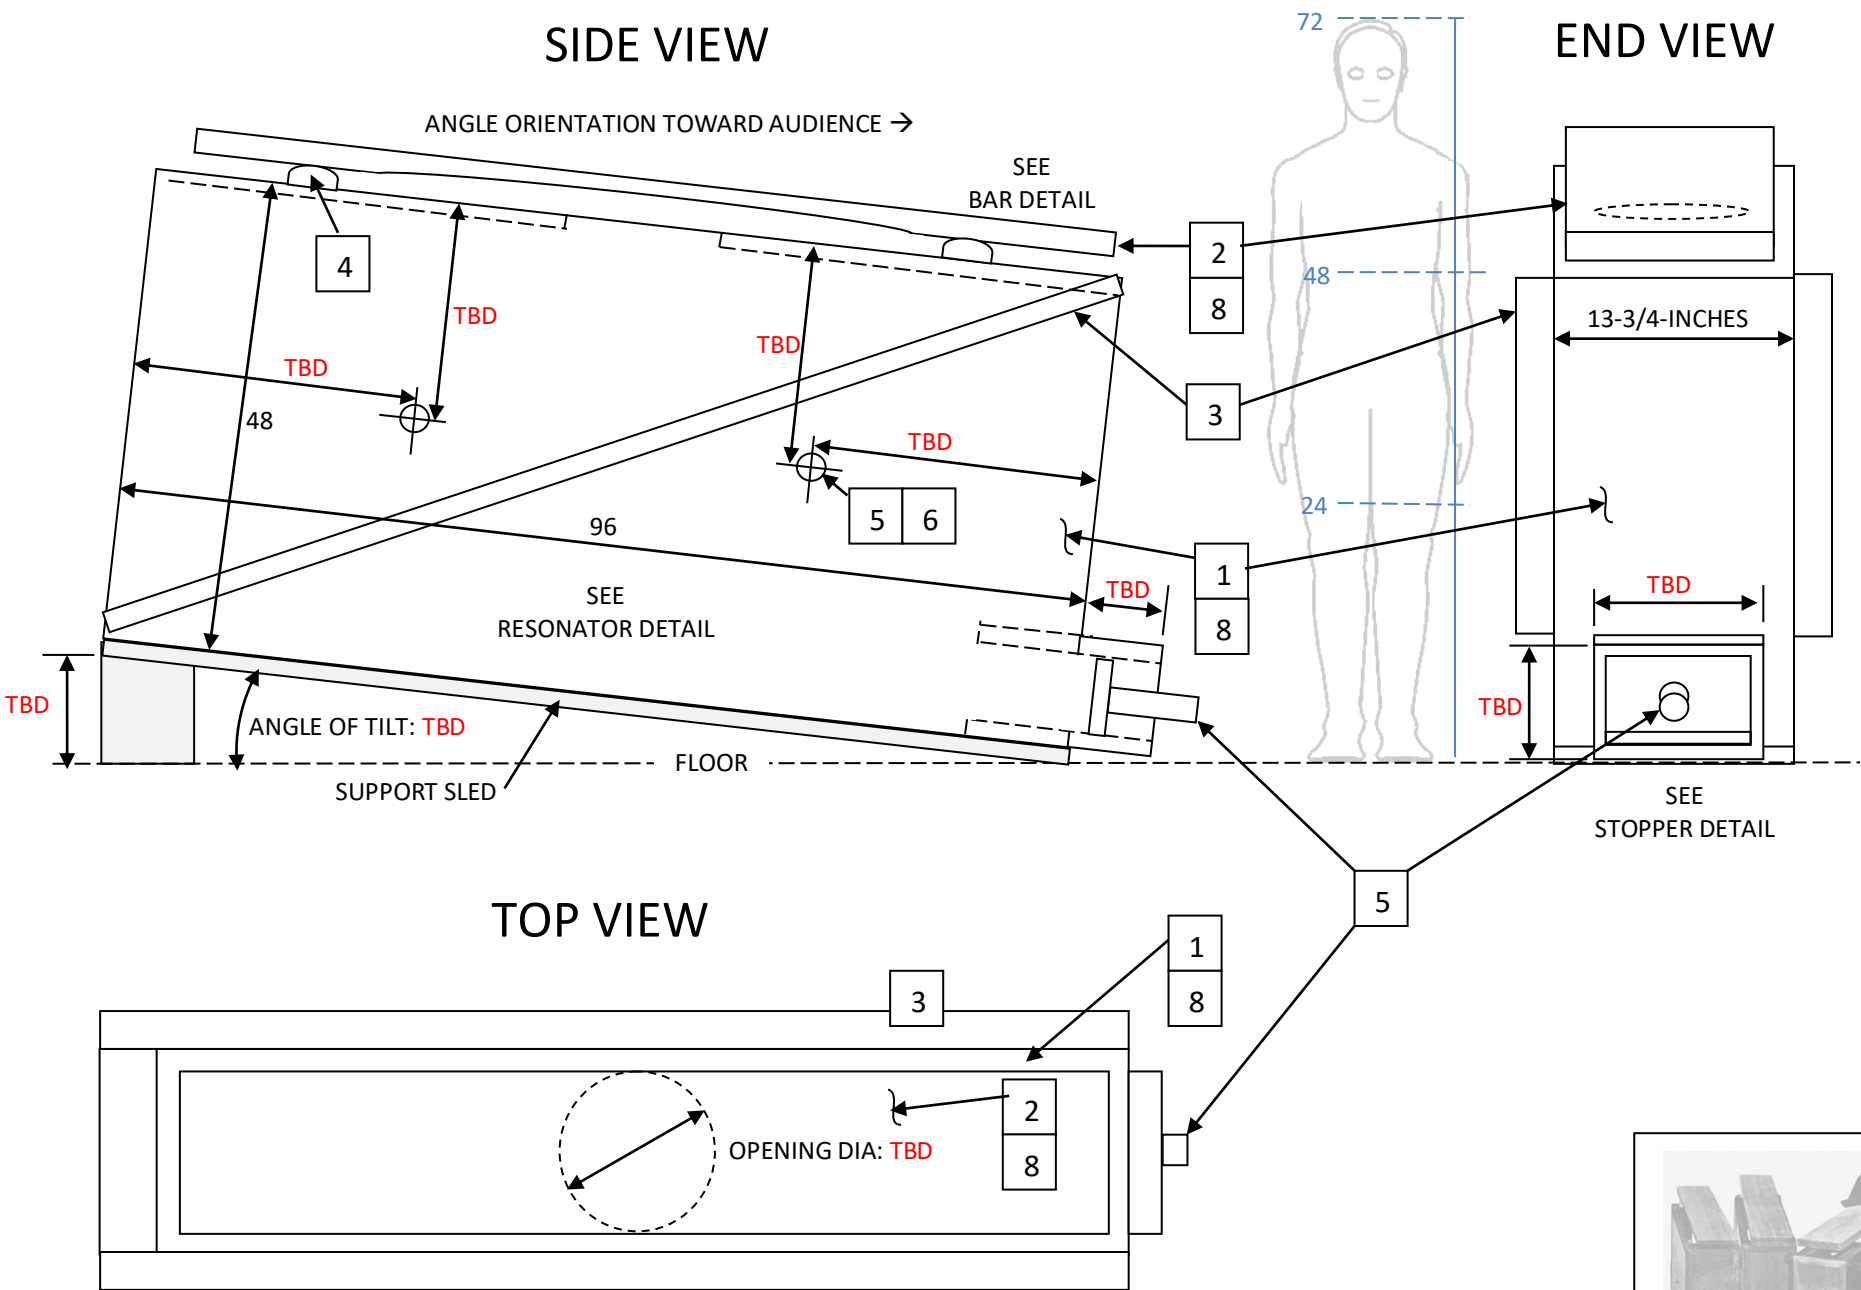 SIDE VIEW
72
END VIEW
ANGLE ORIENTATION TOWARD AUDIENCE →
SEE
BAR DETAIL
4
2
8
48
TBD
TBD
TBD
13-3/4-INCHES
48
3
TBD
96
5 6
24
1
8
SEE
RESONATOR DETAIL
TBD
TBD
TBD
ANGLE OF TILT: TBD
TBD
FLOOR
SUPPORT SLED
SEE
STOPPER DETAIL
5
TOP VIEW
1
8
3
2
8
OPENING DIA: TBD